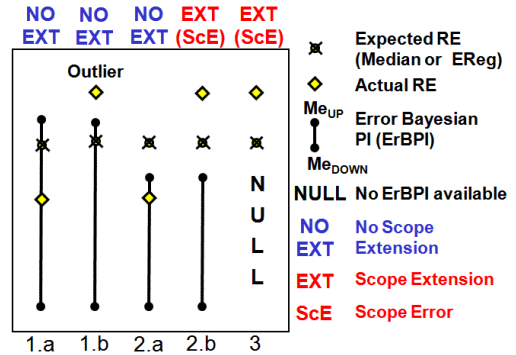 NO NO NO EXT EXT
EXT EXT EXT (ScE) (ScE)
Outlier
N
U
L
L
1.a 1.b 2.a 2.b 3
Expected RE
(Median or EReg)
Actual RE
MeUP
Error Bayesian
PI (ErBPI)
MeDOWN
NULL No ErBPI available
NO No Scope
EXT Extension
EXT Scope Extension
ScE Scope Error